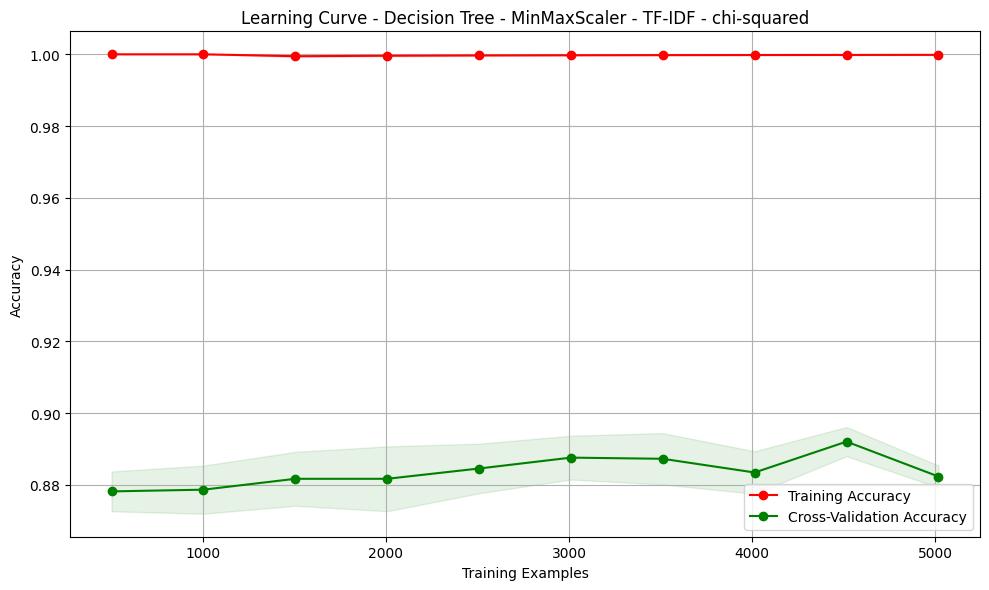 Learning Curve - Decision Tree - MinMaxScaler - TF-IDF - chi-squared
Accuracy
1.00
0.98
0.96
0.94
0.92
0.90
0.88
Training Accuracy
Cross-Validation Accuracy
1000 2000 3000 4000 5000
Training Examples